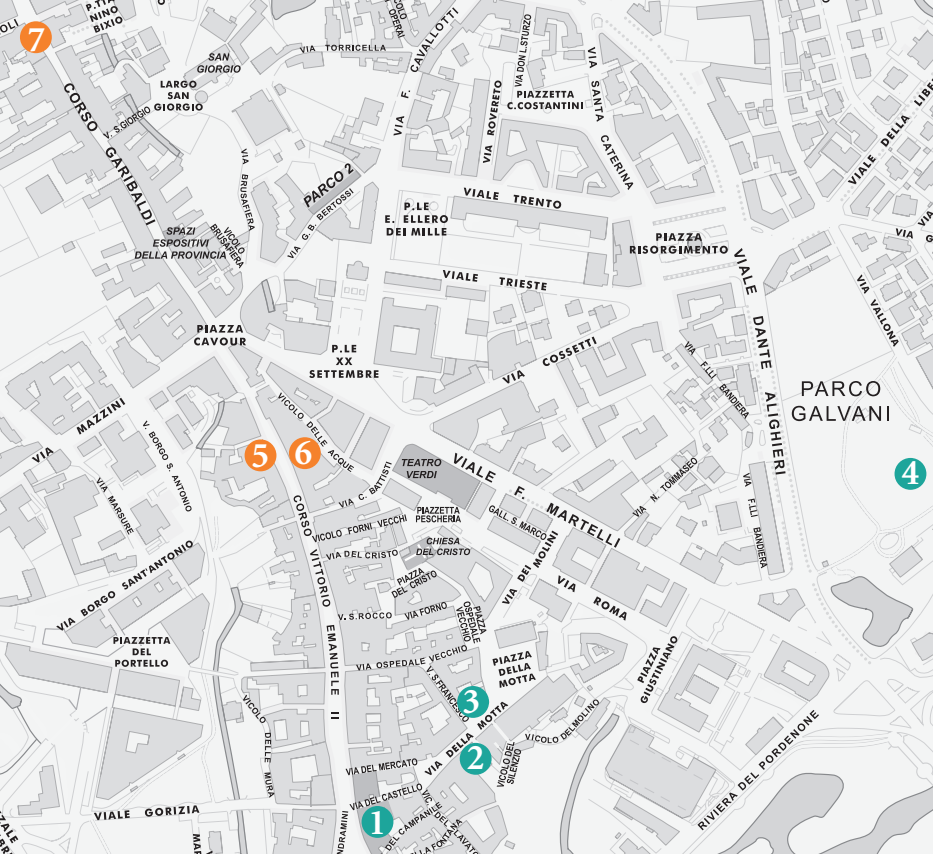 P.TTA
NINO
BIXIO
7
VICOLO
OPERAI
VIA F. CAVALLOTTI
VIA TORRICELLA
SAN
GIORGIO
LARGO
SAN
GIORGIO
V. S.GIORGIO
CORSO GARIBALDI
VIA DON L.STURZO
VIA ROVERETO
PIAZZETTA
C.COSTANTINI
VIA SANTA CATERINA
VIALE DELLA LIBE
VIA BRUSAFIERA
PARCO 2
VIA G. B. BERTOSSI
VIALE TRENTO
P.LE
E. ELLERO
DEI MILLE
PIAZZA
RISORGIMENTO
VIA G
VIA
SPAZI
ESPOSITIVI
DELLA PROVINCIA
VICOLO
BRUSAFIERA
VIALE TRIESTE
VIALE DANTE ALIGHIERI
VIA VALLONA
PIAZZA
CAVOUR
P.LE
XX
SETTEMBRE
VIA COSSETTI
VIA F.LLI
BANDIERA
PARCO
GALVANI
VIA MAZZINI
V. BORGO S. ANTONIO
VICOLO DELLE ACQUE
5
6
TEATRO
VERDI
VIALE F. MARTELLI
VIA N. TOMMASEO
VIA F.LLI BANDIERA
4
VIA MARSURE
VIA C. BATTISTI
PIAZZETTA
PESCHERIA
GALL. S. MARCO
CORSO VITTORIO EMANUELE II
VICOLO FORNI VECCHI
CHIESA
DEL CRISTO
VIA DEL CRISTO
PIAZZA
DEL CRISTO
VIA DEI MOLINI
VIA ROMA
VIA BORGO SANT'ANTONIO
V. S.ROCCO
VIA FORNO
PIAZZA
OSPEDALE
VECCHIO
PIAZZETTA
DEL
PORTELLO
VIA OSPEDALE VECCHIO
PIAZZA
DELLA
MOTTA
PIAZZA
GIUSTINIANO
V. S.FRANCESCO
3
VICOLO DELLE MURA
VIA DELLA MOTTA
VICOLO DEL MOLINO
2
VICOLO DEL
SILENZIO
RIVIERA DEL PORDENONE
VIA DEL MERCATO
VIA DEL CASTELLO
VIALE GORIZIA
1
DEL CAMPANILE